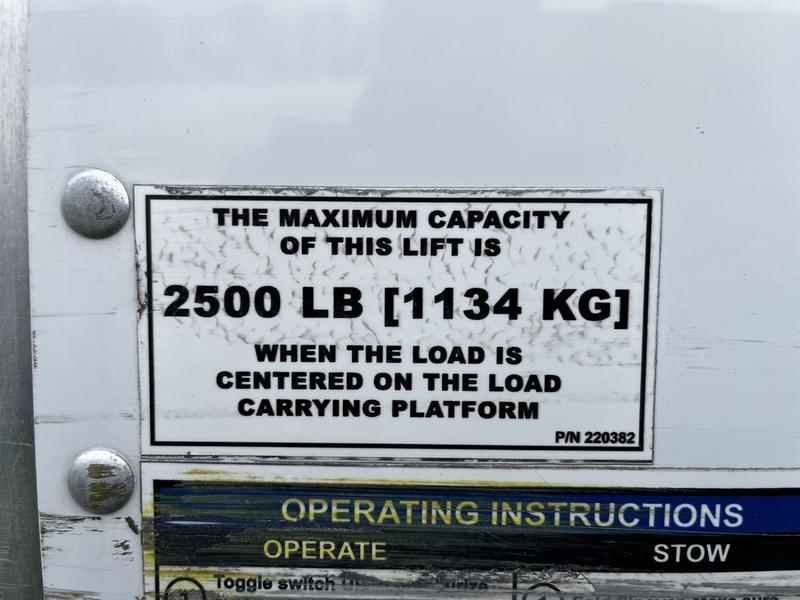 THE MAXIMUM CAPACITY
OF THIS LIFT IS
2500 LB [1134 KG]
WHEN THE LOAD IS
CENTERED ON THE LOAD
CARRYING PLATFORM
P/N 220382
OPERATING INSTRUCTIONS
OPERATE STOW
Toggle switch